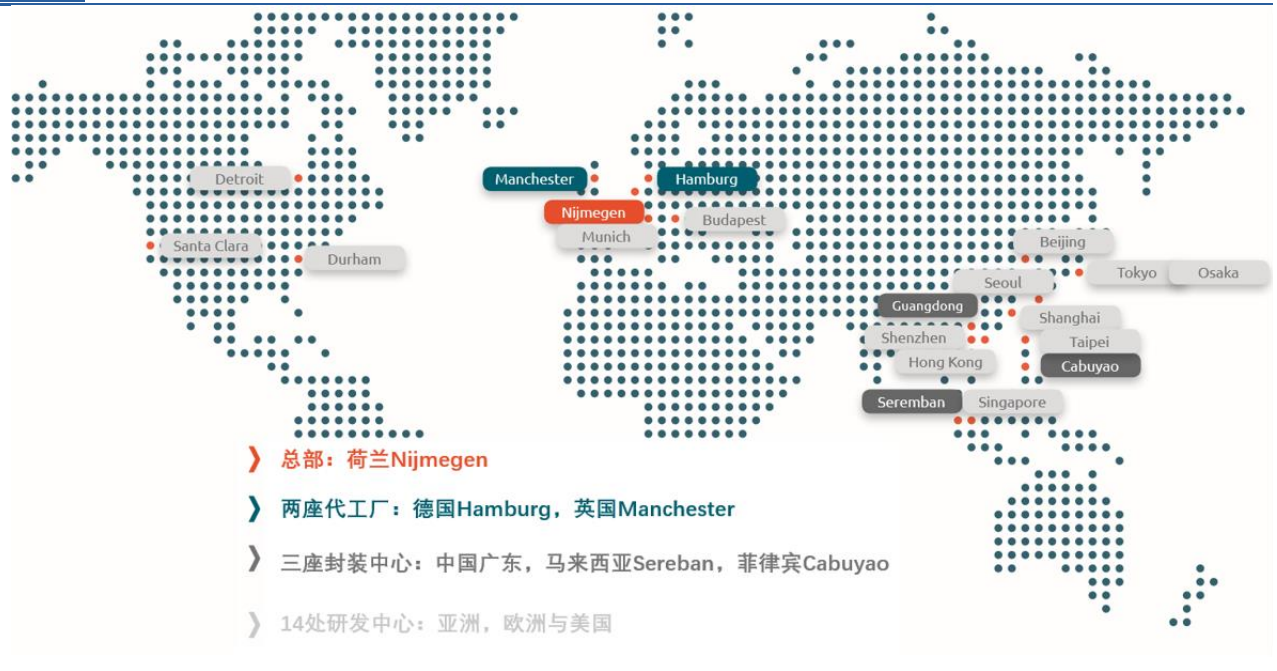 Detroit
Manchester
Hamburg
Nijmegen
Budapest
Munich
Santa Clara
Durham
Beijing
Tokyo
Osaka
Seoul
Guangdong
Shanghai
Shenzhen
Taipei
Hong Kong
Cabuyao
Seremban
Singapore
总部：荷兰Nijmegen
两座代工厂：德国Hamburg，英国Manchester
三座封装中心：中国广东，马来西亚Sereban，菲律宾Cabuyao
14处研发中心：亚洲，欧洲与美国